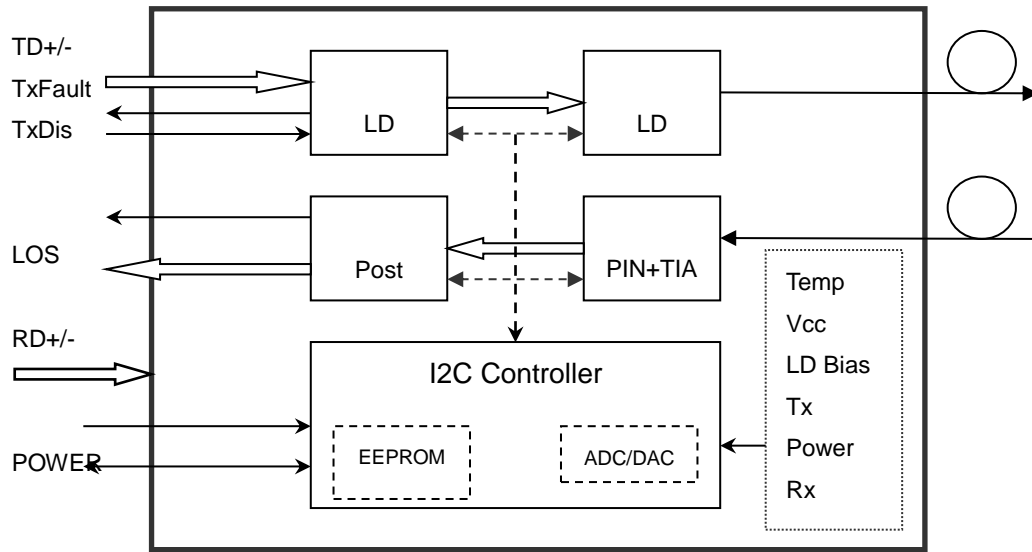 TD+/-
TxFault
TxDis
LD
LD
LOS
Post
PIN+TIA
RD+/-
POWER
I2C Controller
EEPROM
ADC/DAC
Temp
Vcc
LD Bias
Tx
Power
Rx